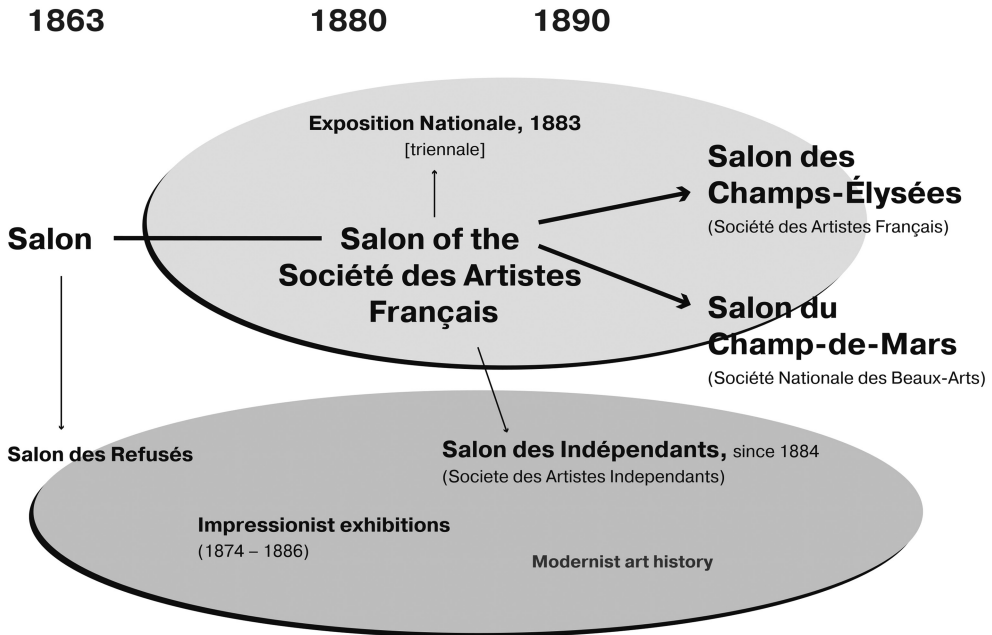 1863
1880
1890
Exposition Nationale, 1883
[triennale]
Salon des
Champs-Élysées
(Société des Artistes Français)
Salon
Salon of the
Société des Artistes
Français
Salon du
Champ-de-Mars
(Société Nationale des Beaux-Arts)
Salon des Refusés
Salon des Indépendants, since 1884
(Societe des Artistes Independants)
Impressionist exhibitions
(1874 – 1886)
Modernist art history